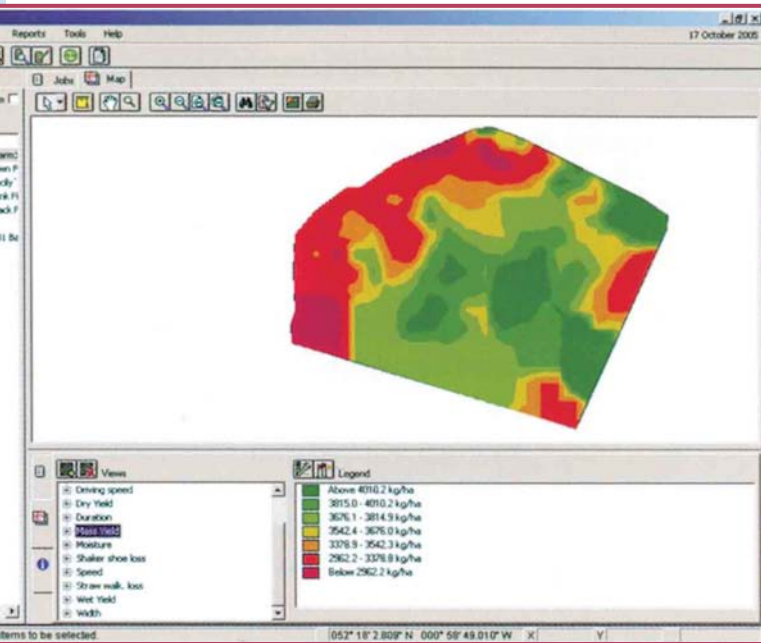 Reports Tools Help
17 October 2005
Jobs Map
Views
Driving speed
Dry Yield
Duration
Mass Yield
Moisture
Shaker shoe loss
Speed
Straw walk. loss
Wet Yield
Width
Legend
Above 4010.2 kg/ha
3815.0 - 4010.2 kg/ha
3676.1 - 3814.9 kg/ha
3542.4 - 3676.0 kg/ha
3378.9 - 3542.3 kg/ha
2962.2 - 3378.8 kg/ha
Below 2962.2 kg/ha
items to be selected.
052° 18' 2.809" N 000° 58' 49.010" W X Y